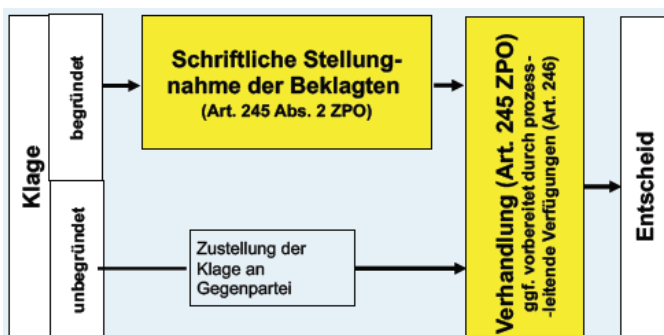 Klage
begründet
unbegründet
Schriftliche Stellung-
nahme der Beklagten
(Art. 245 Abs. 2 ZPO)
Zustellung der
Klage an
Gegenpartei
Verhandlung (Art. 245 ZPO)
ggf. vorbereitet durch prozess-
-leitende Verfügungen (Art. 246)
Entscheid